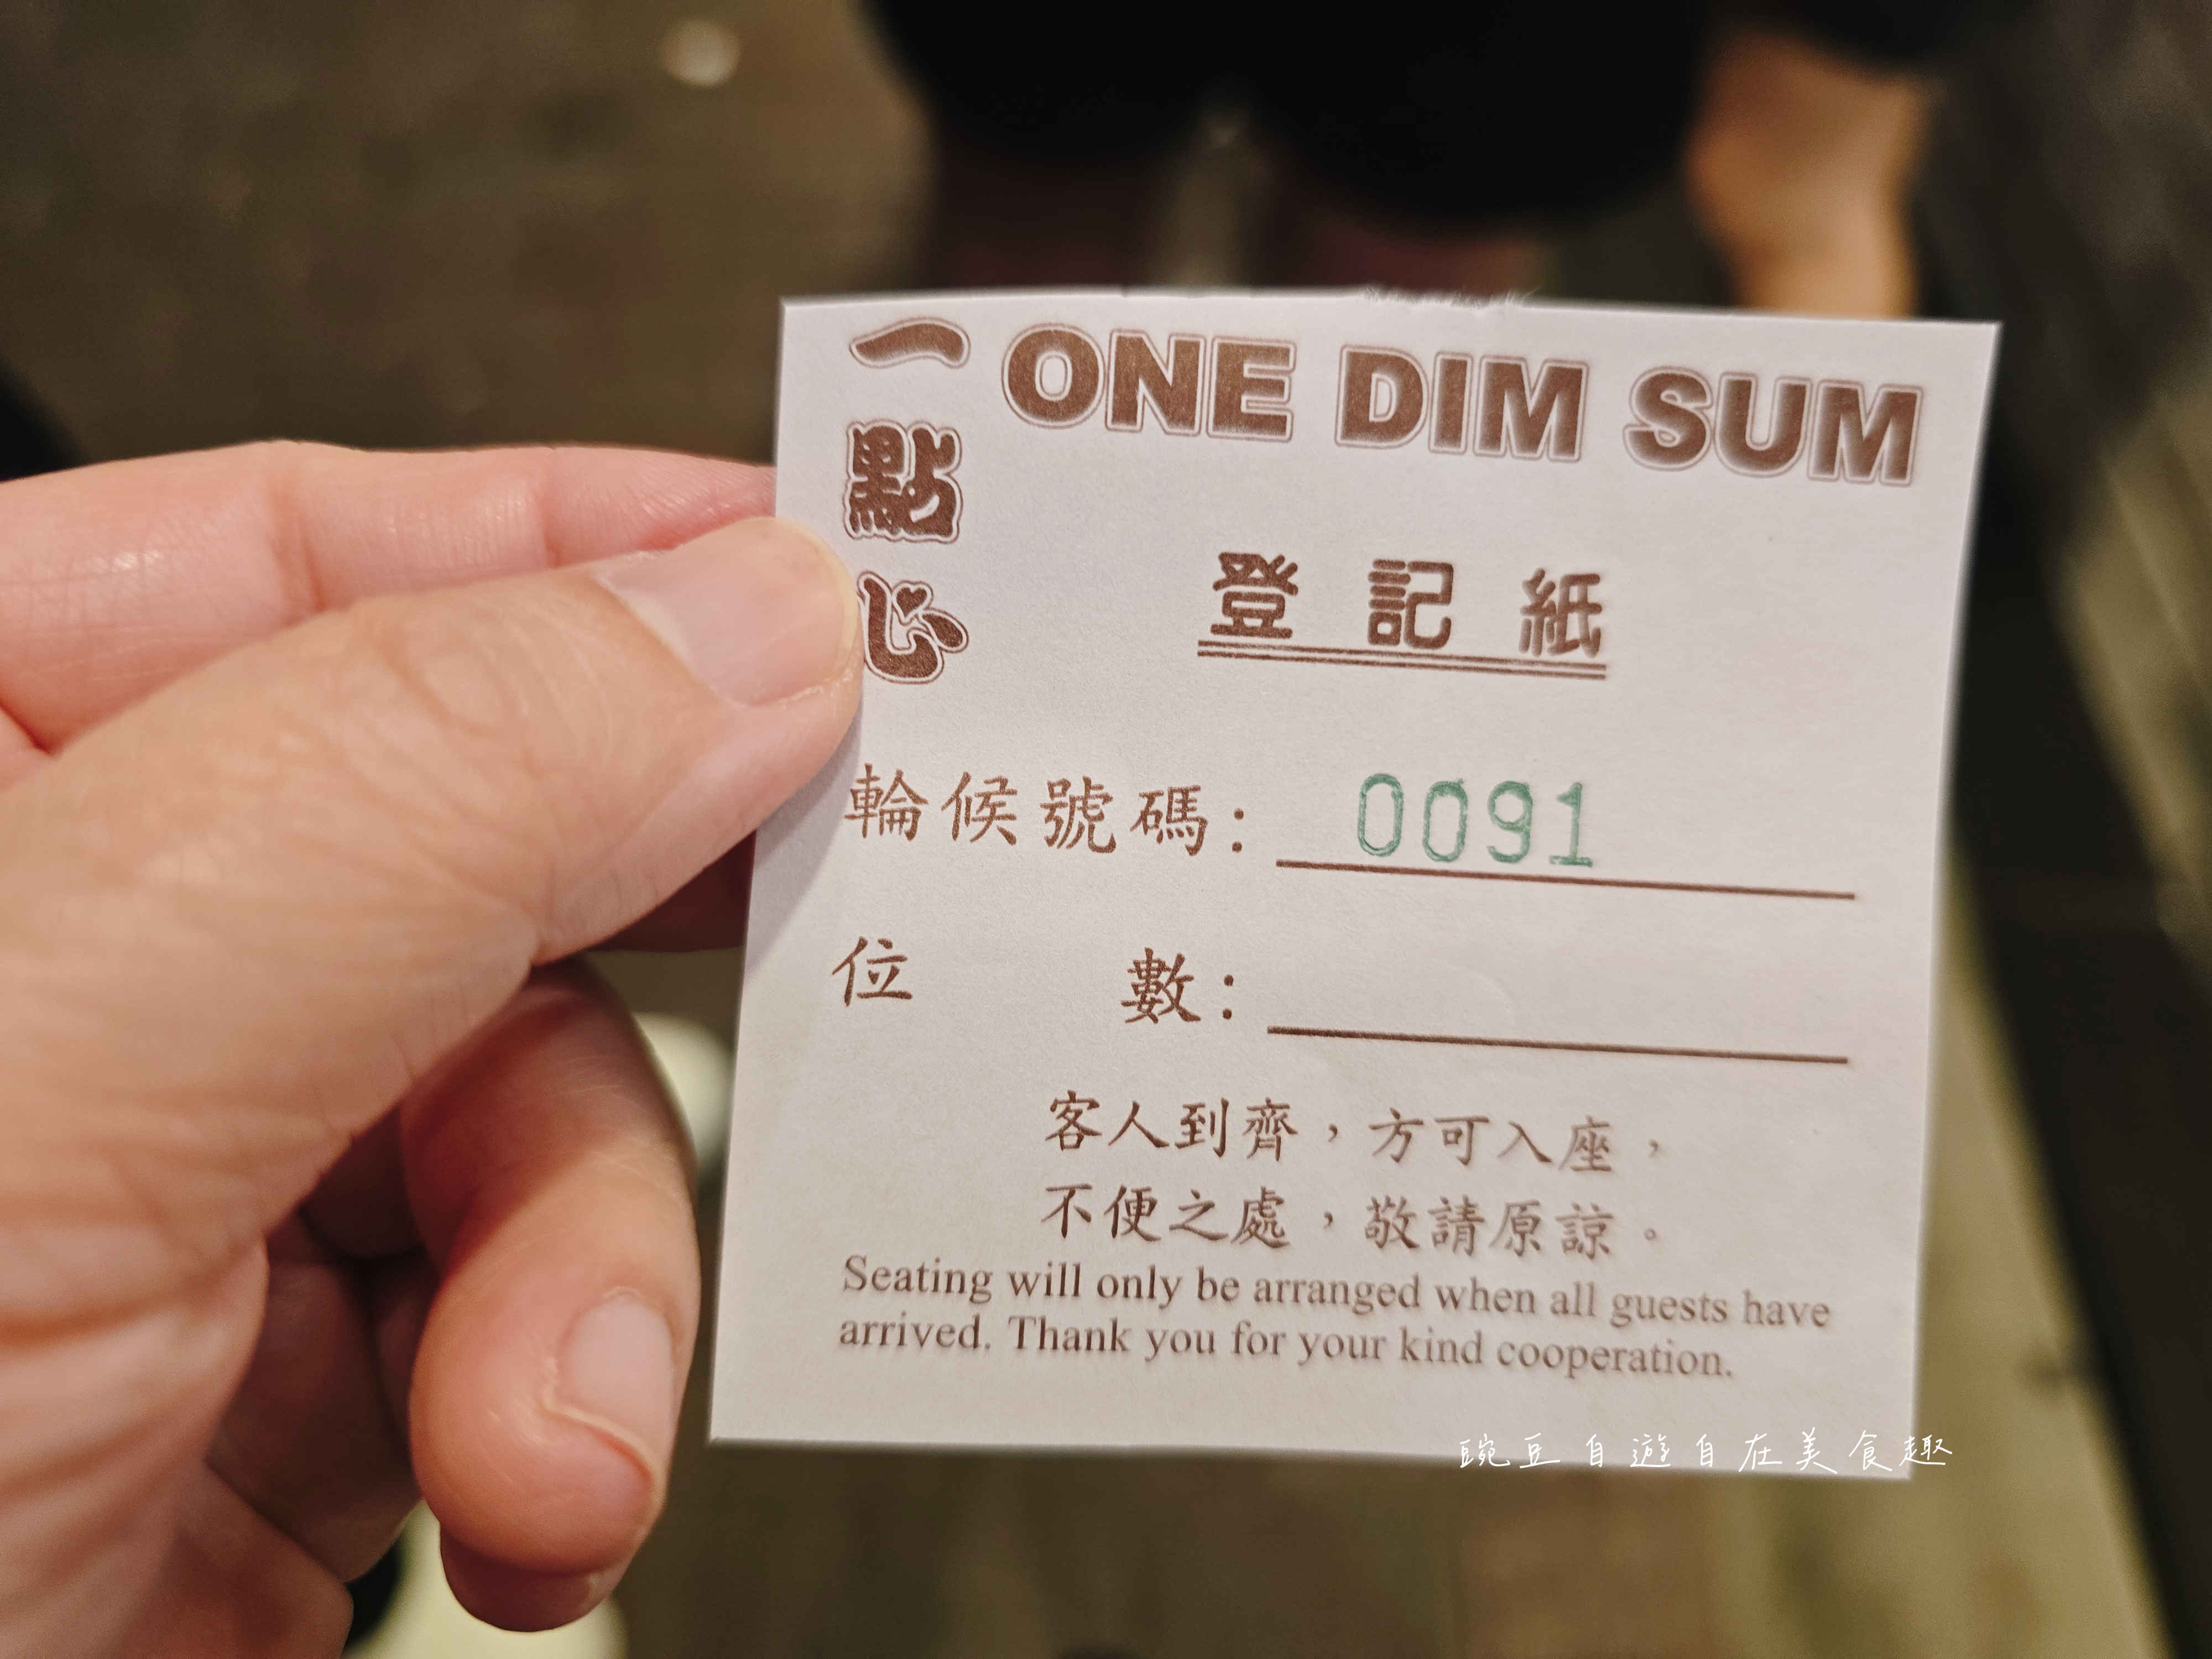 一點心
ONE DIM SUM
登記紙
輪候號碼: 0091
位 數:
客人到齊，方可入座，
不便之處，敬請原諒。
Seating will only be arranged when all guests have
arrived. Thank you for your kind cooperation.
豌豆自遊自在美食趣